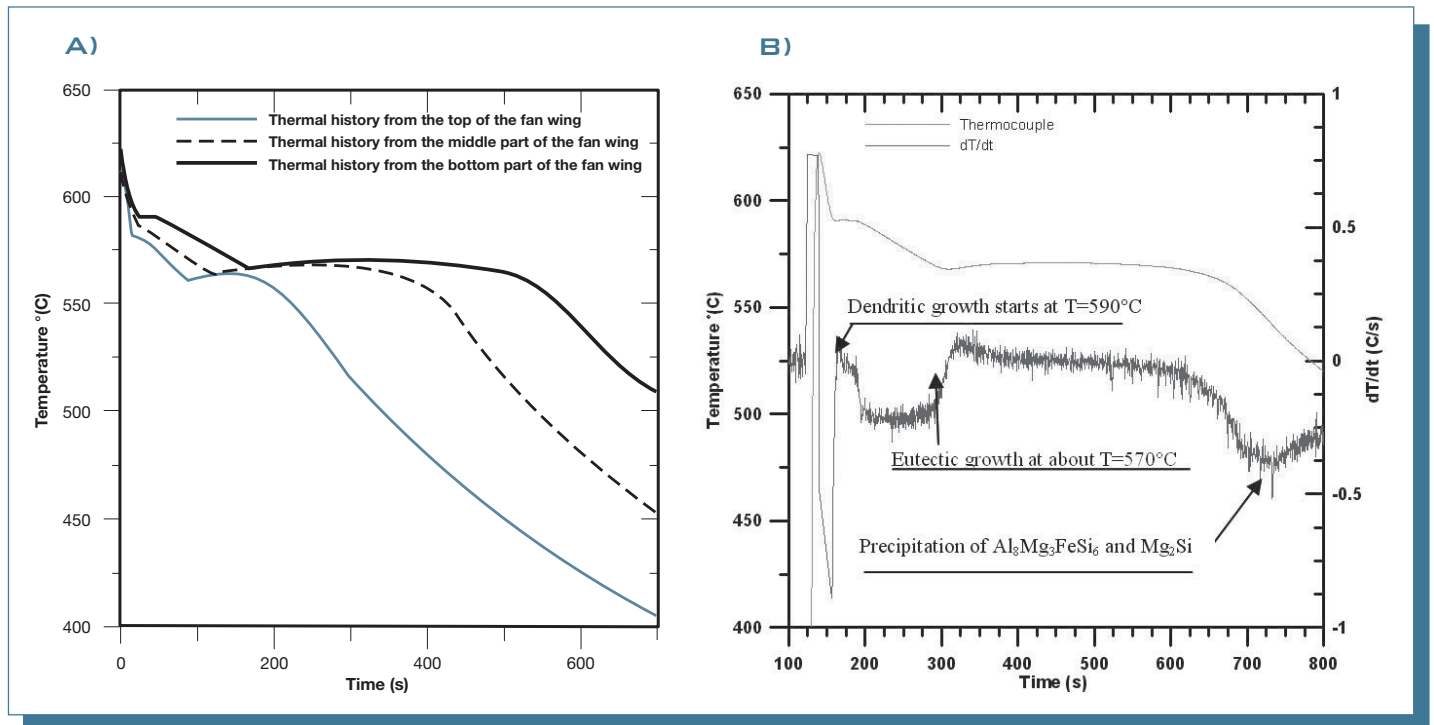 A)
650
600
550
500
450
400
Temperature °(C)
Thermal history from the top of the fan wing
Thermal history from the middle part of the fan wing
Thermal history from the bottom part of the fan wing
0 200 400 600
Time (s)
B)
650
600
550
500
450
400
Temperature °(C)
Thermocouple
dT/dt
Dendritic growth starts at T=590°C
Eutectic growth at about T=570°C
Precipitation of Al₈Mg₃FeSi₆ and Mg₂Si
1
0.5
0
-0.5
-1
dT/dt (C/s)
100 200 300 400 500 600 700 800
Time (s)